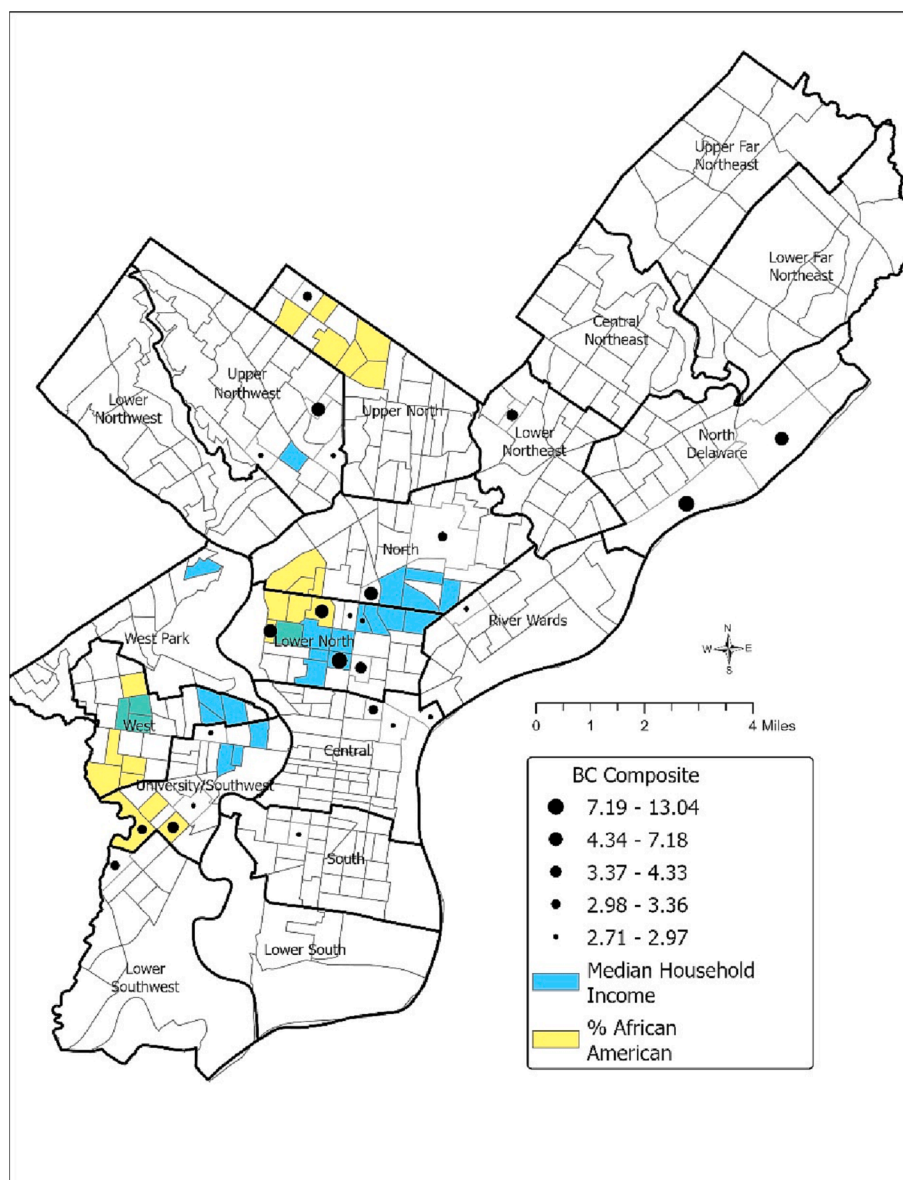 Upper Far
Northeast
Lower Far
Northeast
Central
Northeast
Upper
Northwest
Lower
Northwest
Upper North
Lower
Northeast
North
Delaware
North
West Park
Lower North
River Wards
N
W E
S
West
Central
University/Southwest
0 1 2 4 Miles
South
Lower South
Lower
Southwest
BC Composite
7.19 - 13.04
4.34 - 7.18
3.37 - 4.33
2.98 - 3.36
2.71 - 2.97
Median Household
Income
% African
American